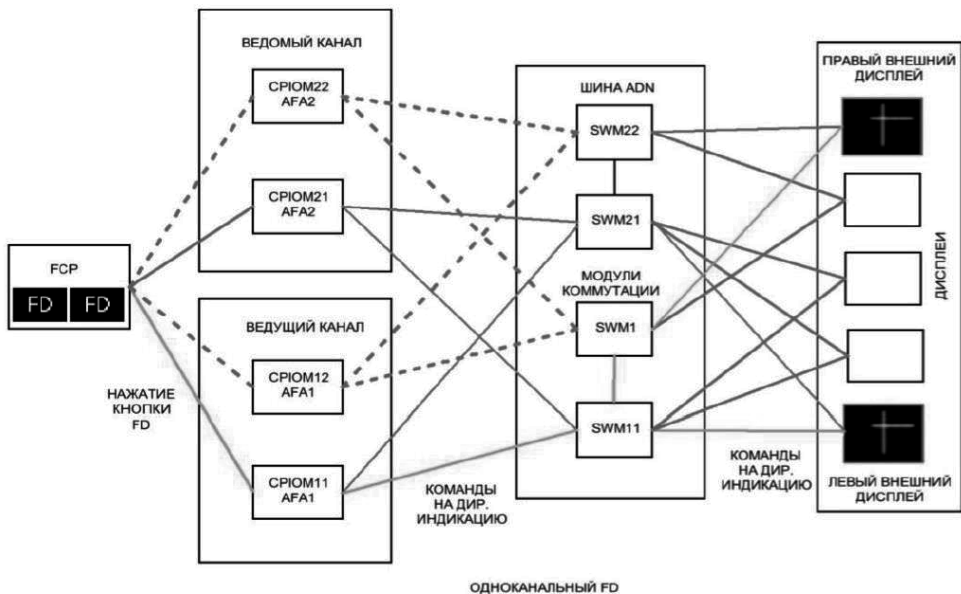 ВЕДОМЫЙ КАНАЛ
CPIOM22
AFA2
CPIOM21
AFA2
FCP
FD FD
НАЖАТИЕ
КНОПКИ
FD
ВЕДУЩИЙ КАНАЛ
CPIOM12
AFA1
CPIOM11
AFA1
КОМАНДЫ
НА ДИР.
ИНДИКАЦИЮ
ШИНА ADN
SWM22
SWM21
МОДУЛИ
КОММУТАЦИИ
SWM1
SWM11
КОМАНДЫ
НА ДИР.
ИНДИКАЦИЮ
ПРАВЫЙ ВНЕШНИЙ
ДИСПЛЕЙ
ДИСПЛЕИ
ЛЕВЫЙ ВНЕШНИЙ
ДИСПЛЕЙ
ОДНОКАНАЛЬНЫЙ FD